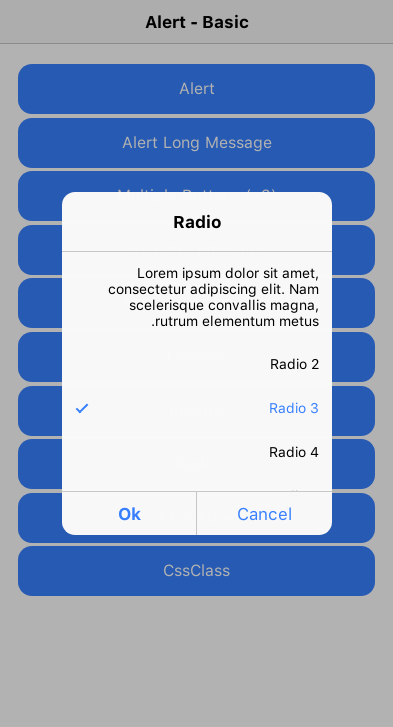 Alert - Basic
Alert
Alert Long Message
Radio
Lorem ipsum dolor sit amet,
consectetur adipiscing elit. Nam
scelerisque convallis magna,
.rutrum elementum metus
Radio 2
Radio 3
Radio 4
Ok
Cancel
CssClass